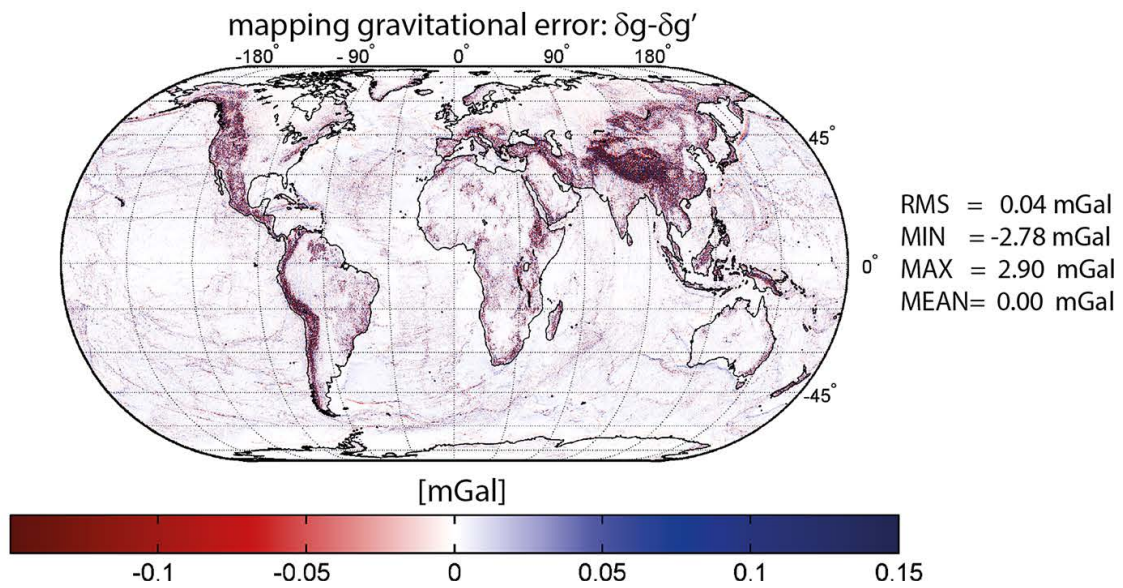 mapping gravitational error: δg-δg′
-180° -90° 0° 90° 180°
45°
RMS = 0.04 mGal
MIN =-2.78 mGal
MAX = 2.90 mGal
0°
MEAN= 0.00 mGal
-45°
[mGal]
-0.1 -0.05 0 0.05 0.1 0.15